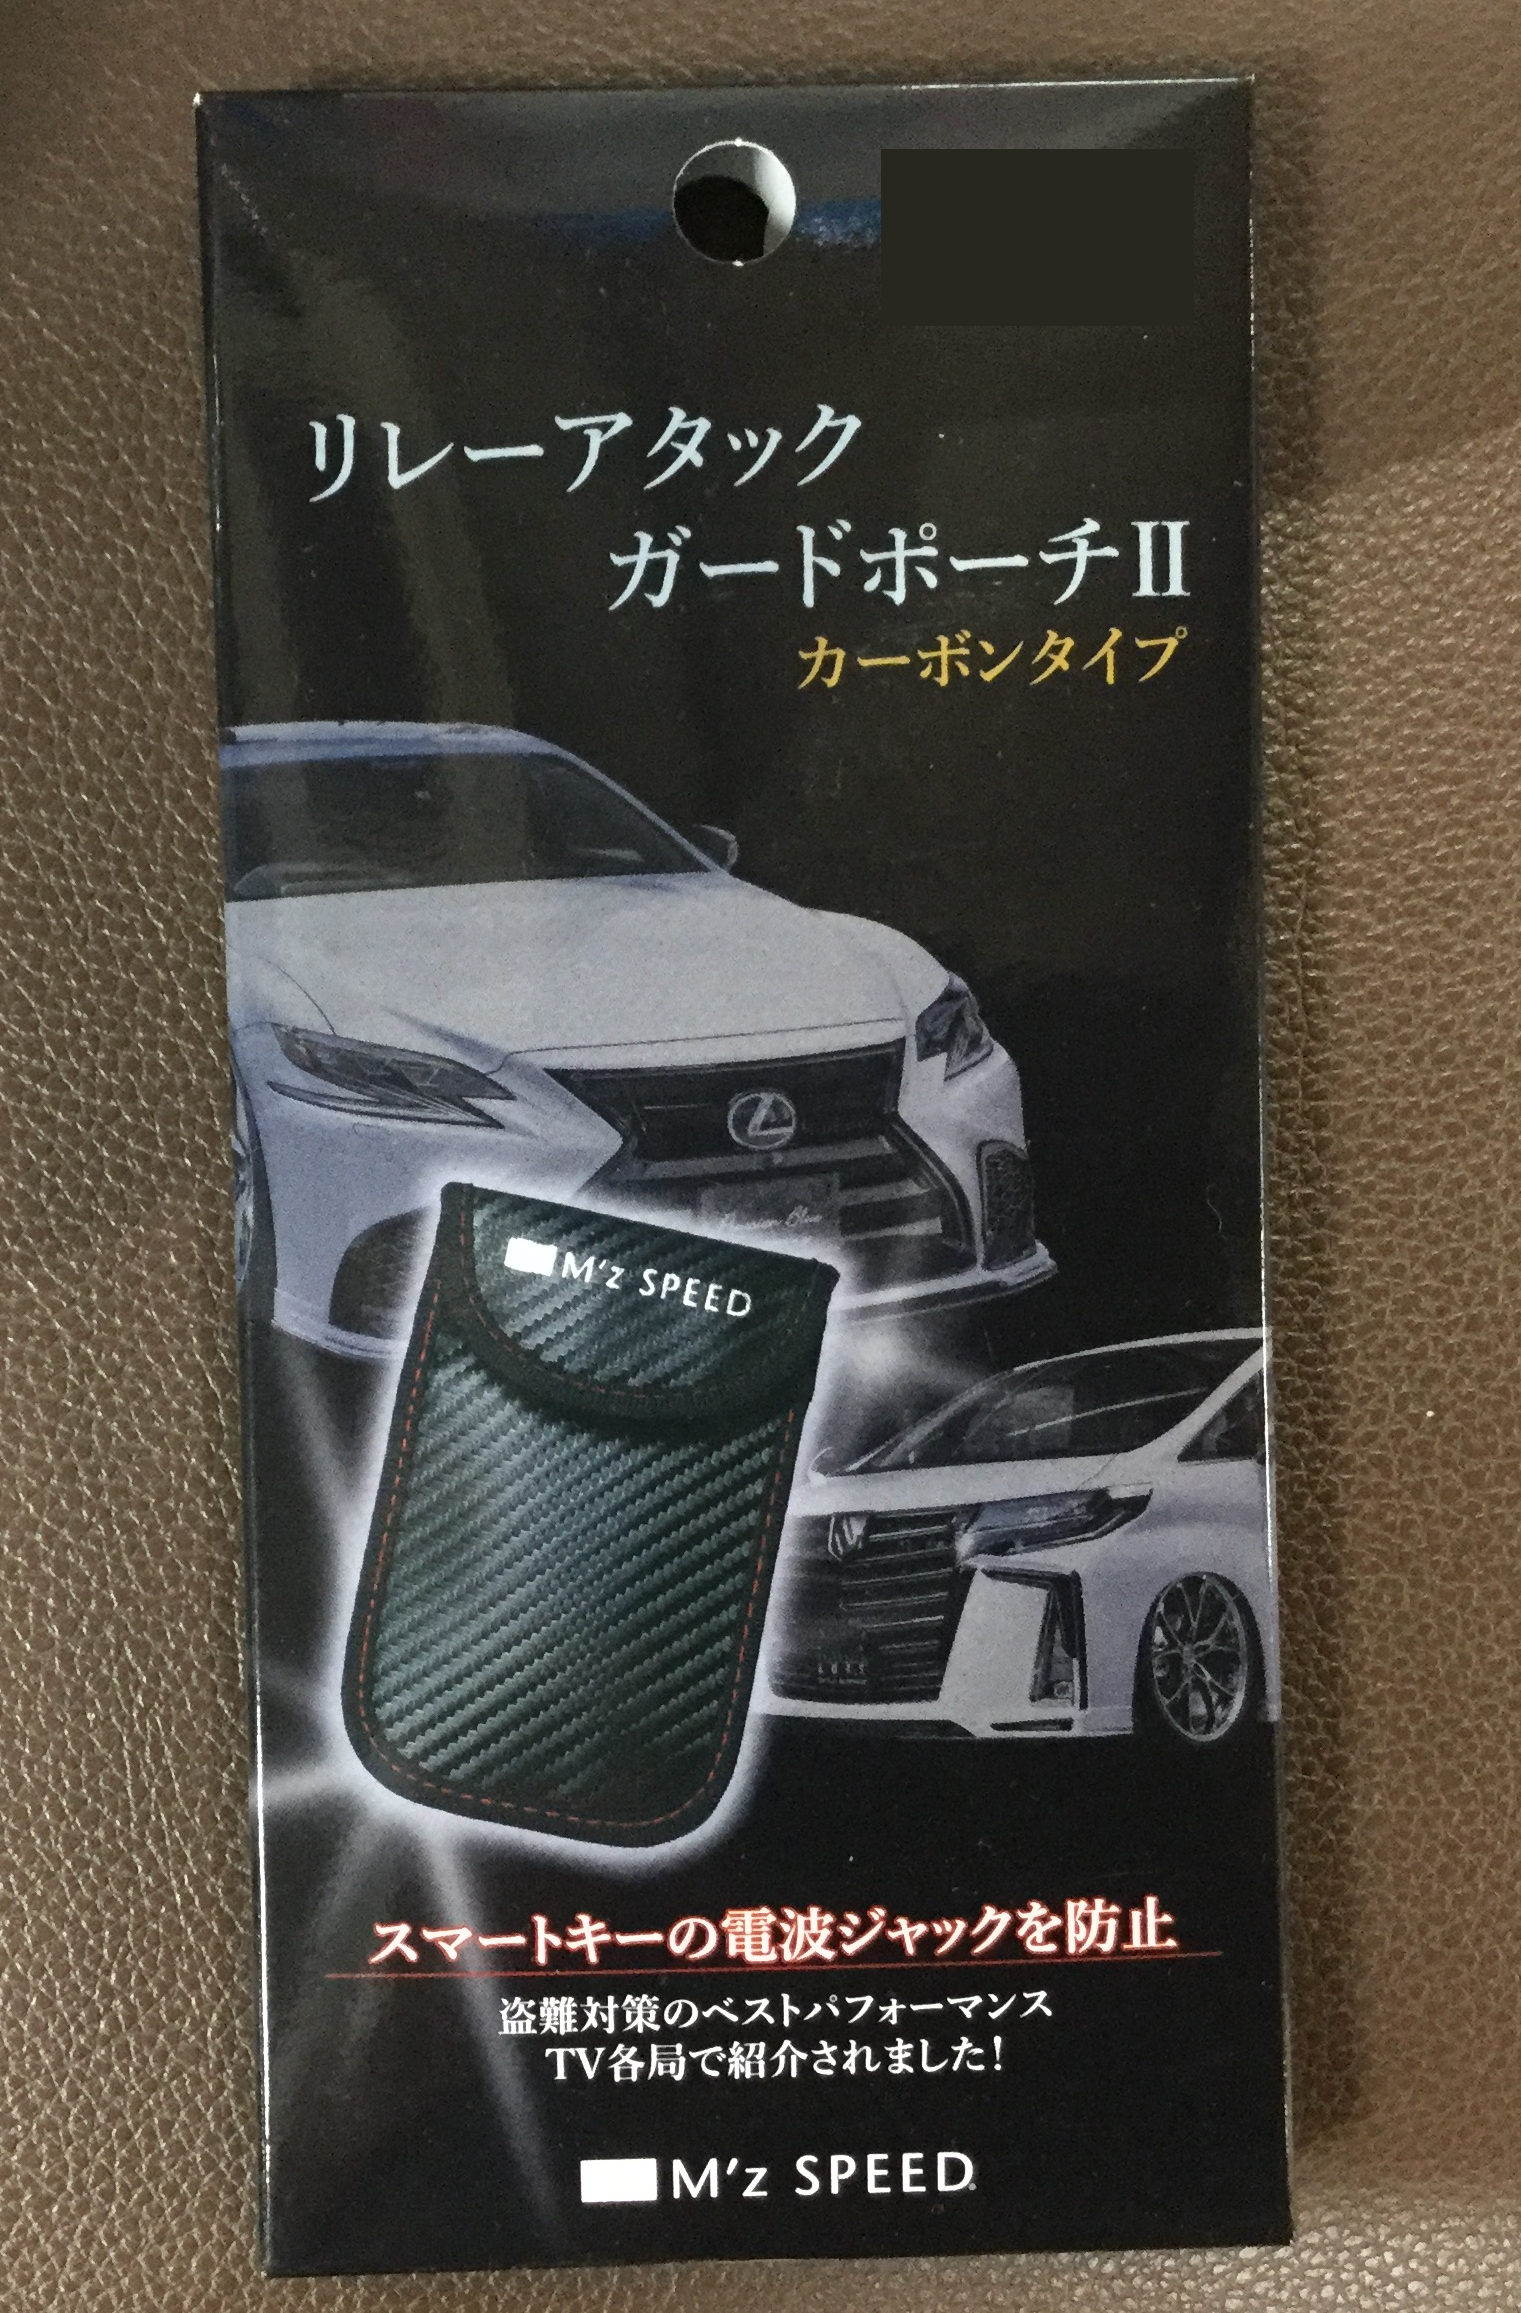 リレーアタック
ガードポーチII
カーボンタイプ
M'z SPEED
スマートキーの電波ジャックを防止
盗難対策のベストパフォーマンス
TV各局で紹介されました!
M'z SPEED